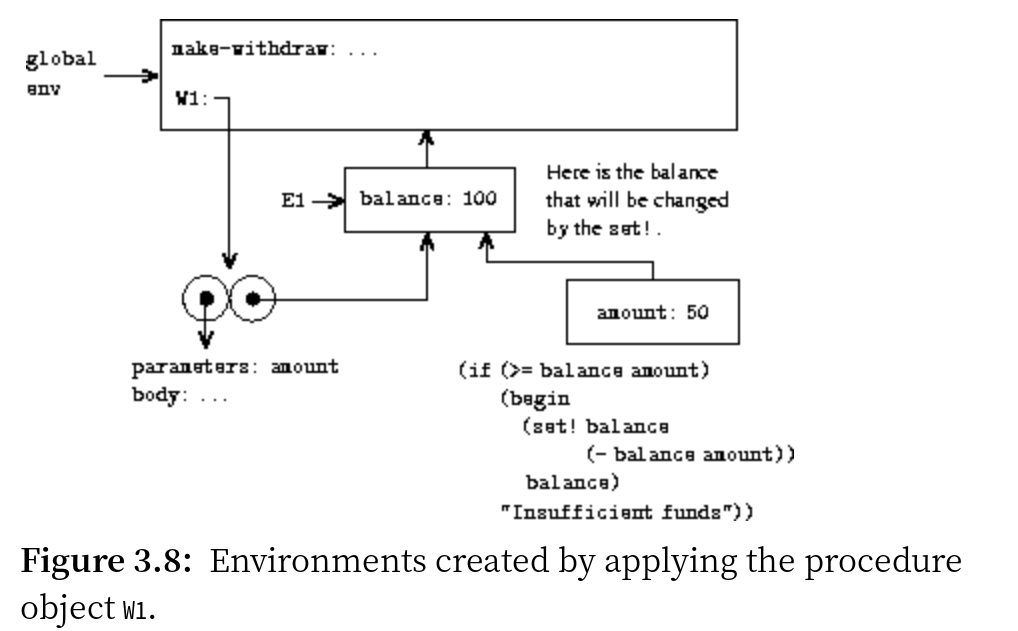 make-withdraw: ...
global
env
W1:
Here is the balance
that will be changed
by the set! .
E1
balance: 100
amount: 50
parameters: amount
body: ...
(if (>= balance amount)
(begin
(set! balance
(- balance amount))
balance)
"Insufficient funds"))
Figure 3.8: Environments created by applying the procedure
object W1.